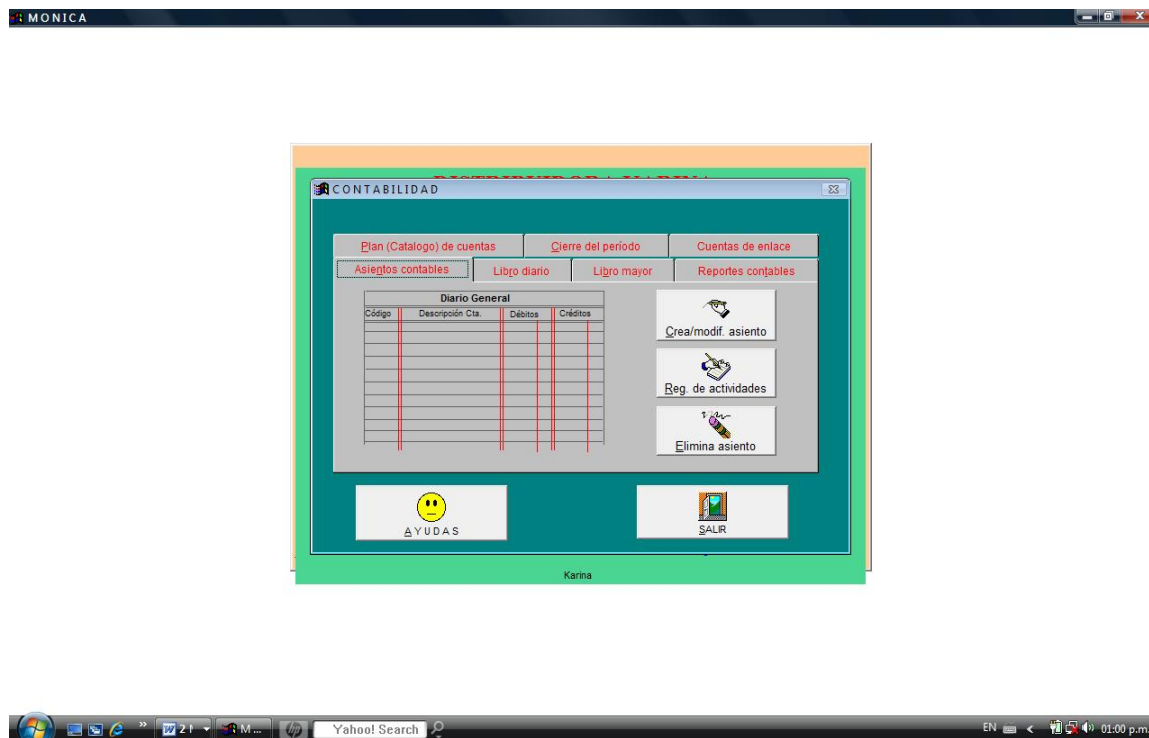 MONICA
CONTABILIDAD
Plan (Catalogo) de cuentas
Cierre del período
Cuentas de enlace
Asientos contables
Libro diario
Libro mayor
Reportes contables
Diario General
Código Descripción Cta. Débitos Créditos
Crea/modif. asiento
Reg. de actividades
Elimina asiento
AYUDAS
SALIR
Karina
2 M...
hp
Yahoo! Search
EN
01:00 p.m.